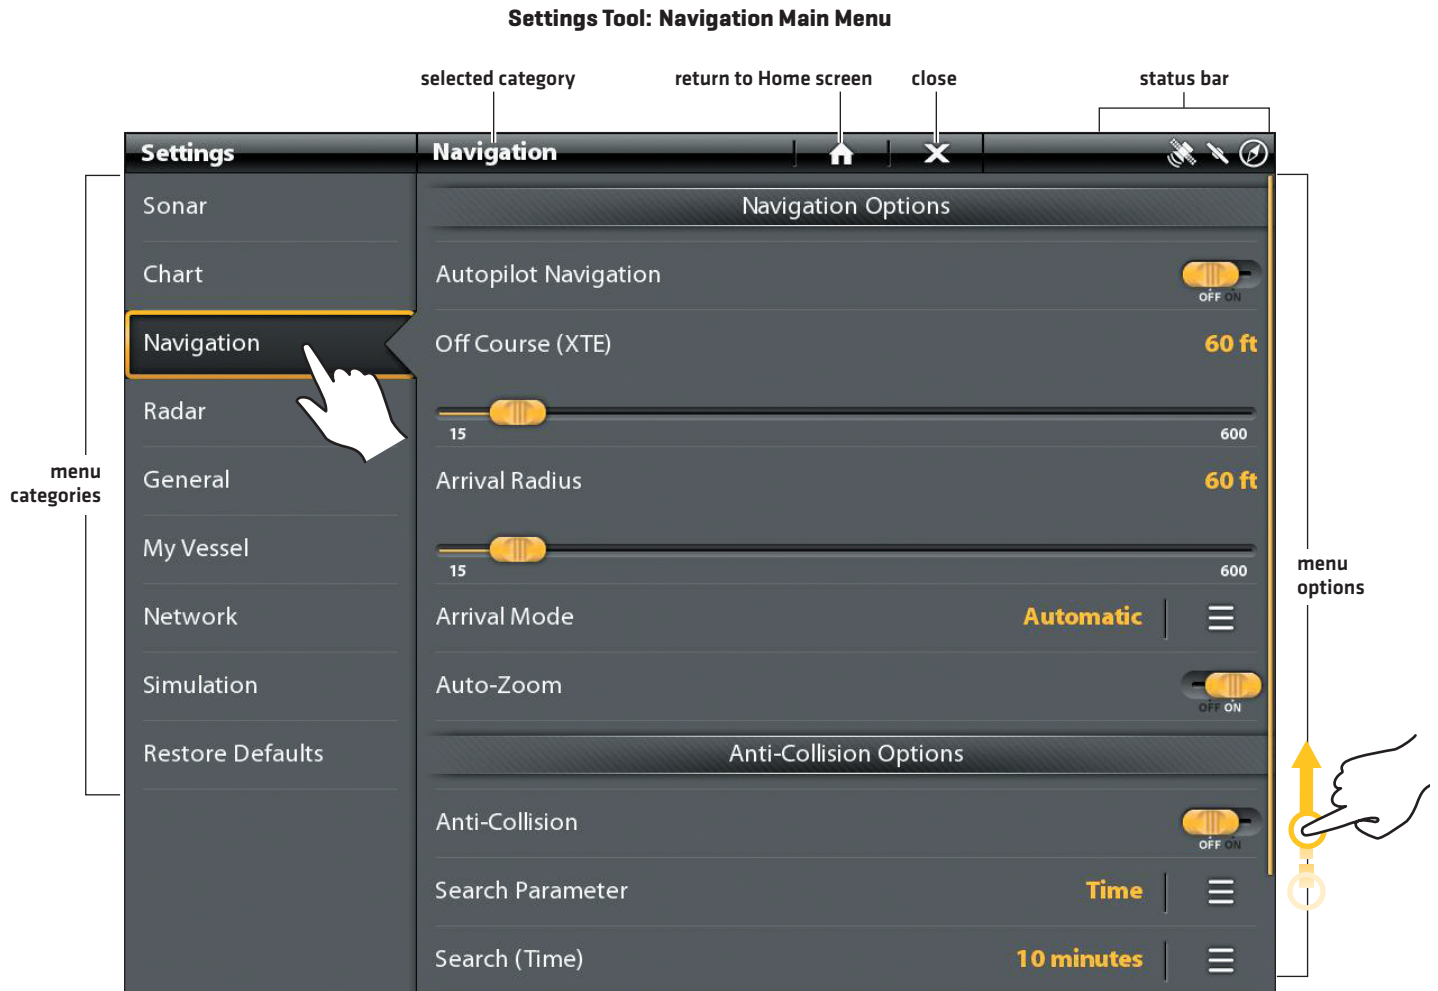 Settings Tool: Navigation Main Menu
selected category
return to Home screen
close
status bar
Settings
Navigation
Sonar
Chart
Navigation
Radar
General
My Vessel
Network
Simulation
Restore Defaults
menu
categories
Navigation Options
Autopilot Navigation
OFF ON
Off Course (XTE)
60 ft
15
600
Arrival Radius
60 ft
15
600
Arrival Mode
Automatic
Auto-Zoom
OFF ON
Anti-Collision Options
Anti-Collision
OFF ON
Search Parameter
Time
Search (Time)
10 minutes
menu
options